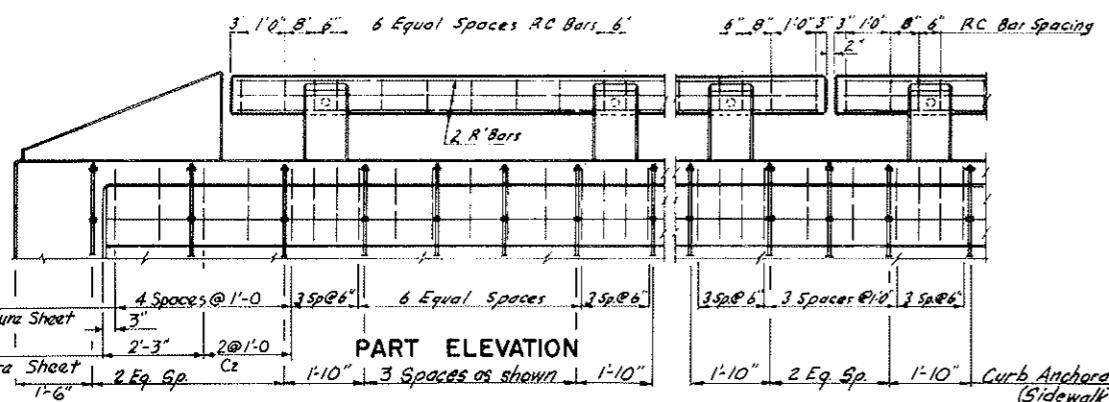 3" 1'-0" 8" 6" 6 Equal Spaces RC Bars 6" 6" 8" 1'-0" 3" 3" 1'-0" 8" 6" RC Bar Spacing
2"
2 R' Bars
4 Spaces @ 1'-0 3 Sp@6" 6 Equal Spaces 3 Sp.@6" 3 Sp@6" 3 Spaces @1'-0" 3 Sp@6"
Sheet 3"
2'-3" 2@1'-0 PART ELEVATION
Sheet 2 Eq. Sp. C2 1'-10" 3 Spaces as shown 1'-10" 1'-10" 2 Eq. Sp. 1'-10" Curb Anchora
1'-6" (Sidewalk